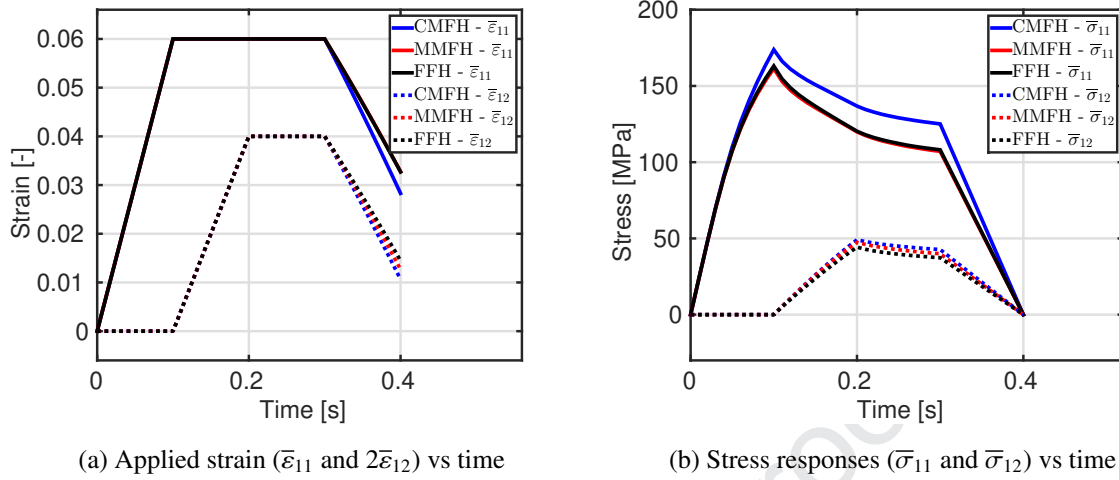 0.06
0.05
0.04
0.03
0.02
0.01
0
Strain [-]
0
0.2
0.4
Time [s]
CMFH - ε̅₁₁
MMFH - ε̅₁₁
FFH - ε̅₁₁
CMFH - ε̅₁₂
MMFH - ε̅₁₂
FFH - ε̅₁₂
(a) Applied strain (ε̅₁₁ and 2ε̅₁₂) vs time
200
150
100
50
0
Stress [MPa]
0
0.2
0.4
Time [s]
CMFH - σ̅₁₁
MMFH - σ̅₁₁
FFH - σ̅₁₁
CMFH - σ̅₁₂
MMFH - σ̅₁₂
FFH - σ̅₁₂
(b) Stress responses (σ̅₁₁ and σ̅₁₂) vs time